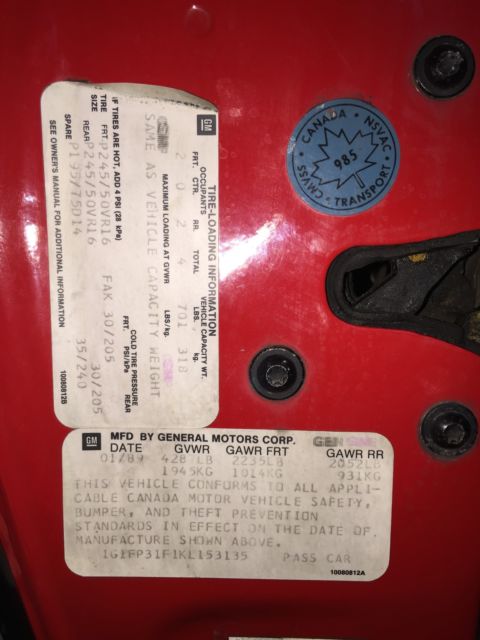 GM
TIRE-LOADING INFORMATION
OCCUPANTS VEHICLE CAPACITY WT.
FRT. CTR. RR. TOTAL LBS. kg.
2 0 2 4 701 318
MAXIMUM LOADING AT GVWR LBS/kg.
SAME AS VEHICLE CAPACITY WEIGHT
COLD TIRE PRESSURE
FRT. PSI/kPa REAR
IF TIRES ARE HOT, ADD 4 PSI (28 kPa)
TIRE SIZE
FRT. P245/50VR16 FAK 30/205
REAR P245/50VR16 30/205
SPARE P195/75D14 35/240
SEE OWNER'S MANUAL FOR ADDITIONAL INFORMATION
10080812B
CANADA NSVAC
985
CMVSS TRANSPORT
GM MFD BY GENERAL MOTORS CORP.
DATE GVWR GAWR FRT GAWR RR
01/89 4287LB 2235LB 2052LB
1945KG 1014KG 931KG
THIS VEHICLE CONFORMS TO ALL APPLI-
CABLE CANADA MOTOR VEHICLE SAFETY,
BUMPER, AND THEFT PREVENTION
STANDARDS IN EFFECT ON THE DATE OF
MANUFACTURE SHOWN ABOVE.
1G1FP31F1KL153135 PASS CAR
10080812A